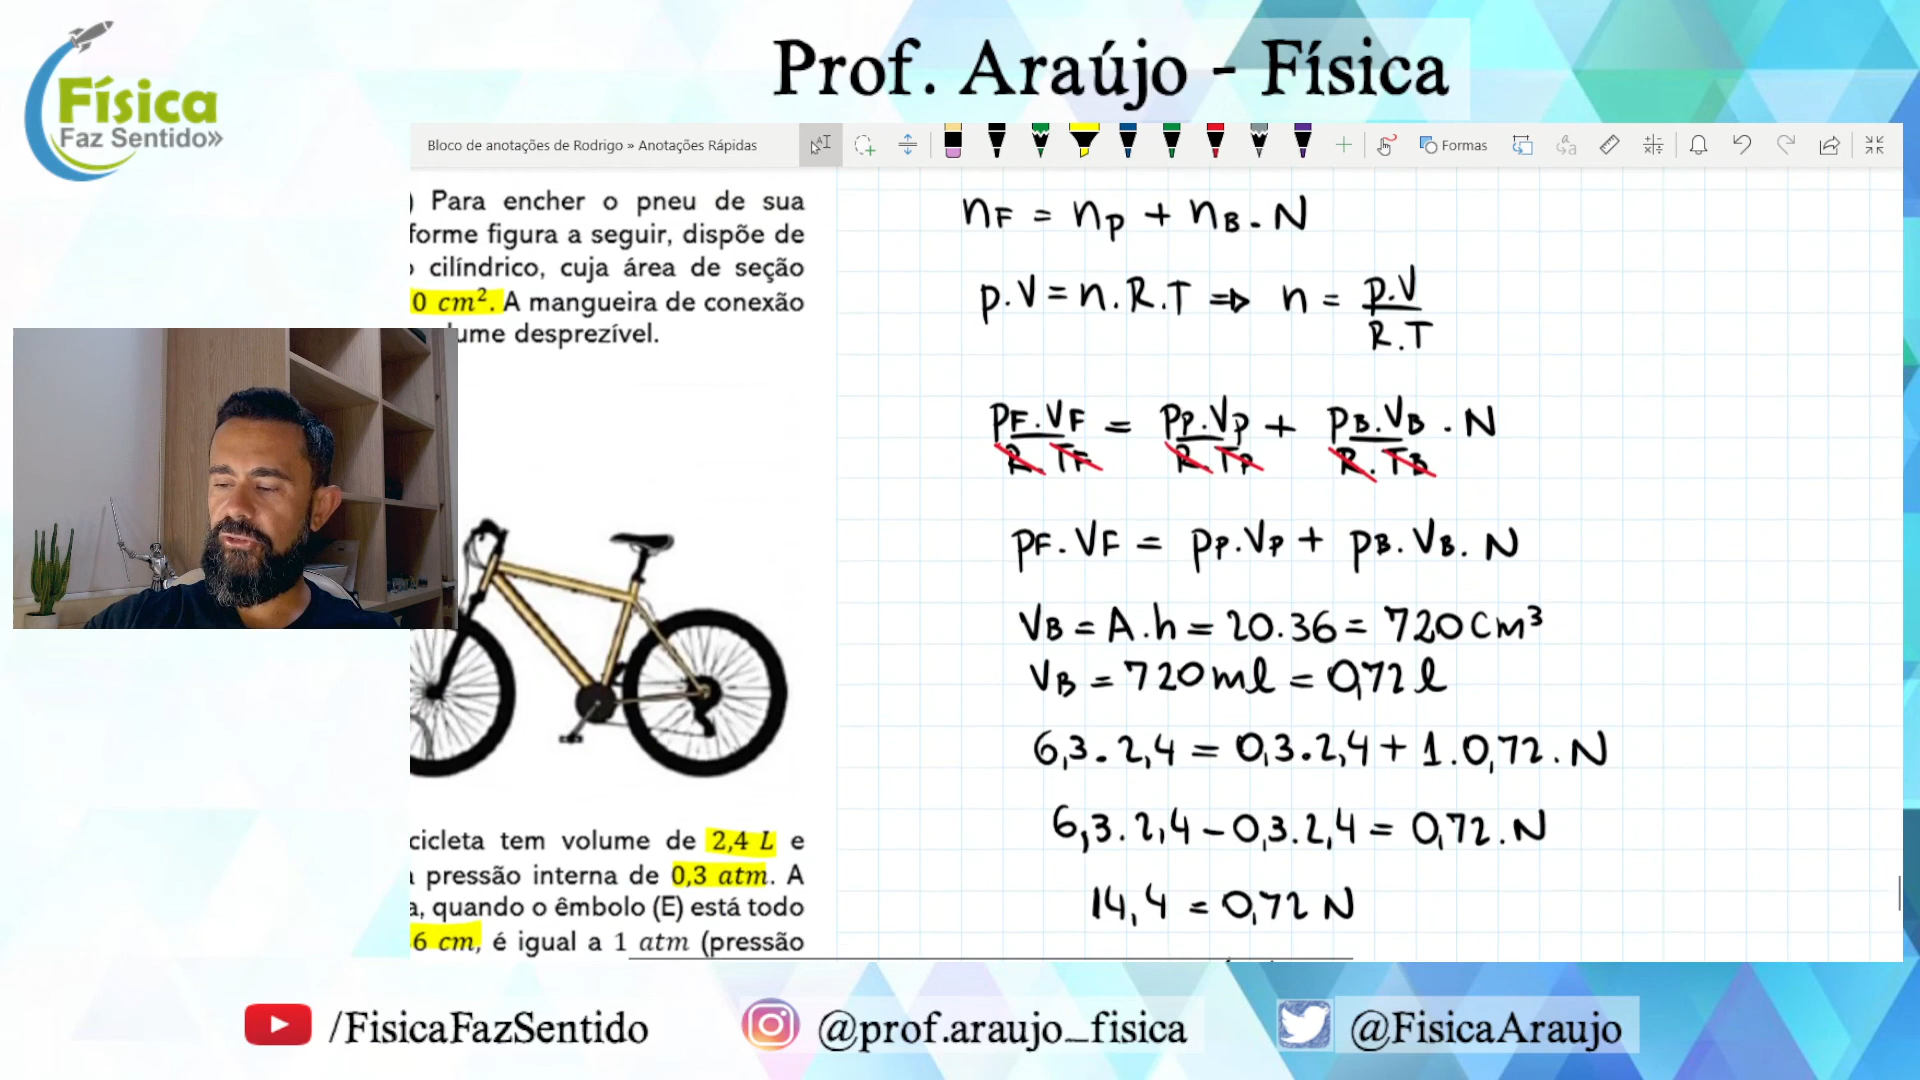 Prof. Araújo - Física
Física
Faz Sentido»
Bloco de anotações de Rodrigo » Anotações Rápidas
Formas
) Para encher o pneu de sua
forme figura a seguir, dispõe de
cilíndrico, cuja área de seção
0 cm². A mangueira de conexão
ume desprezível.
cicleta tem volume de 2,4 L e
pressão interna de 0,3 atm. A
a, quando o êmbolo (E) está todo
6 cm, é igual a 1 atm (pressão
nF = np + nB . N
p.V = n.R.T ⇒ n = p.V / R.T
pF.VF / R.TF = pp.Vp / R.Tp + pB.VB / R.TB . N
pF.VF = pp.Vp + pB.VB. N
VB = A.h = 20.36 = 720 cm³
VB = 720 ml = 0,72 l
6,3.2,4 = 0,3.2,4 + 1.0,72.N
6,3.2,4 - 0,3.2,4 = 0,72.N
14,4 = 0,72 N
/FisicaFazSentido
@prof.araujo_fisica
@FisicaAraujo